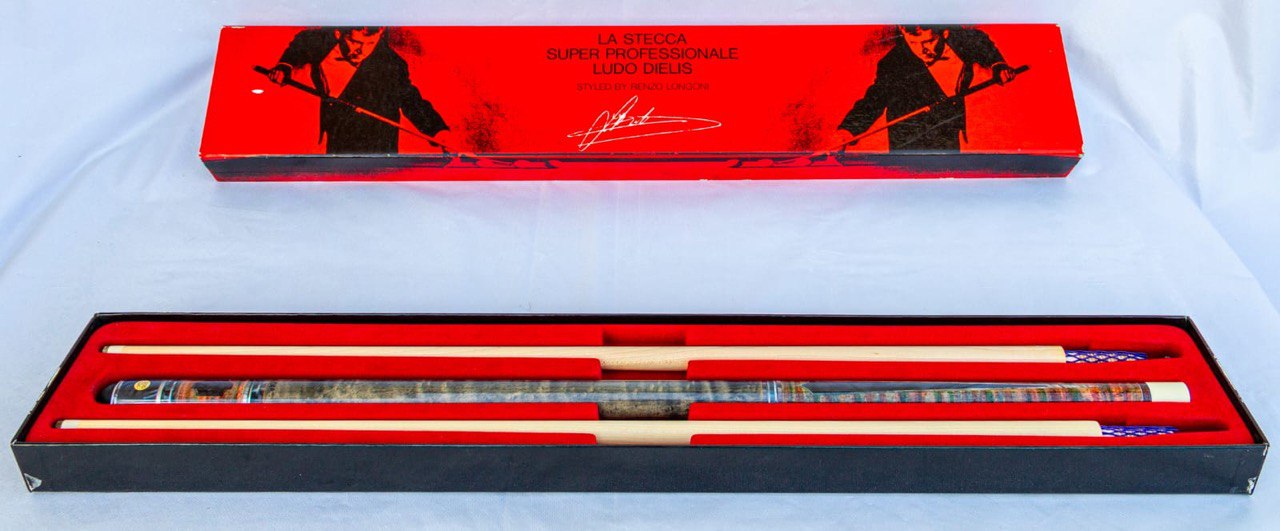 LA STECCA
SUPER PROFESSIONALE
LUDO DIELIS
STYLED BY RENZO LONGONI